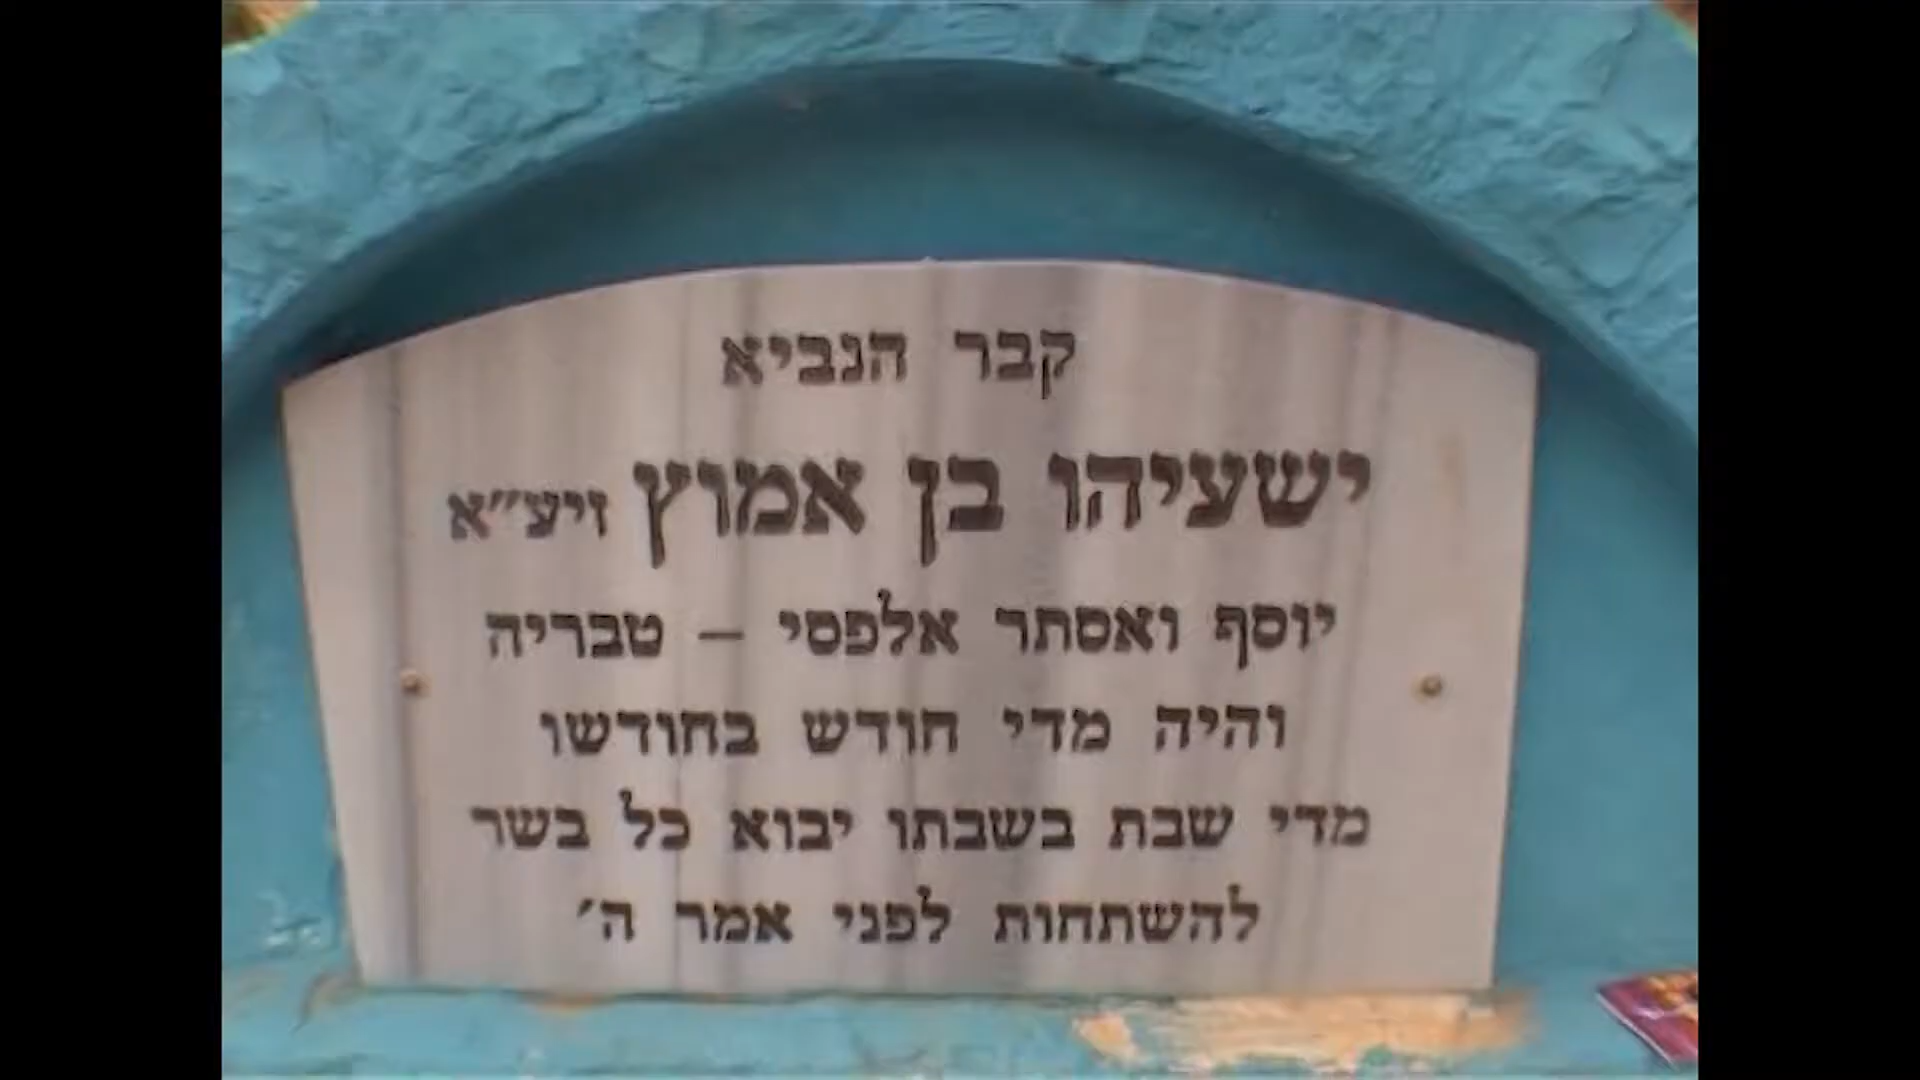 קבר הנביא
ישעיהו בן אמוץ זיע״א
יוסף ואסתר אלפסי – טבריה
והיה מדי חודש בחודשו
מדי שבת בשבתו יבוא כל בשר
להשתחות לפני אמר ה׳